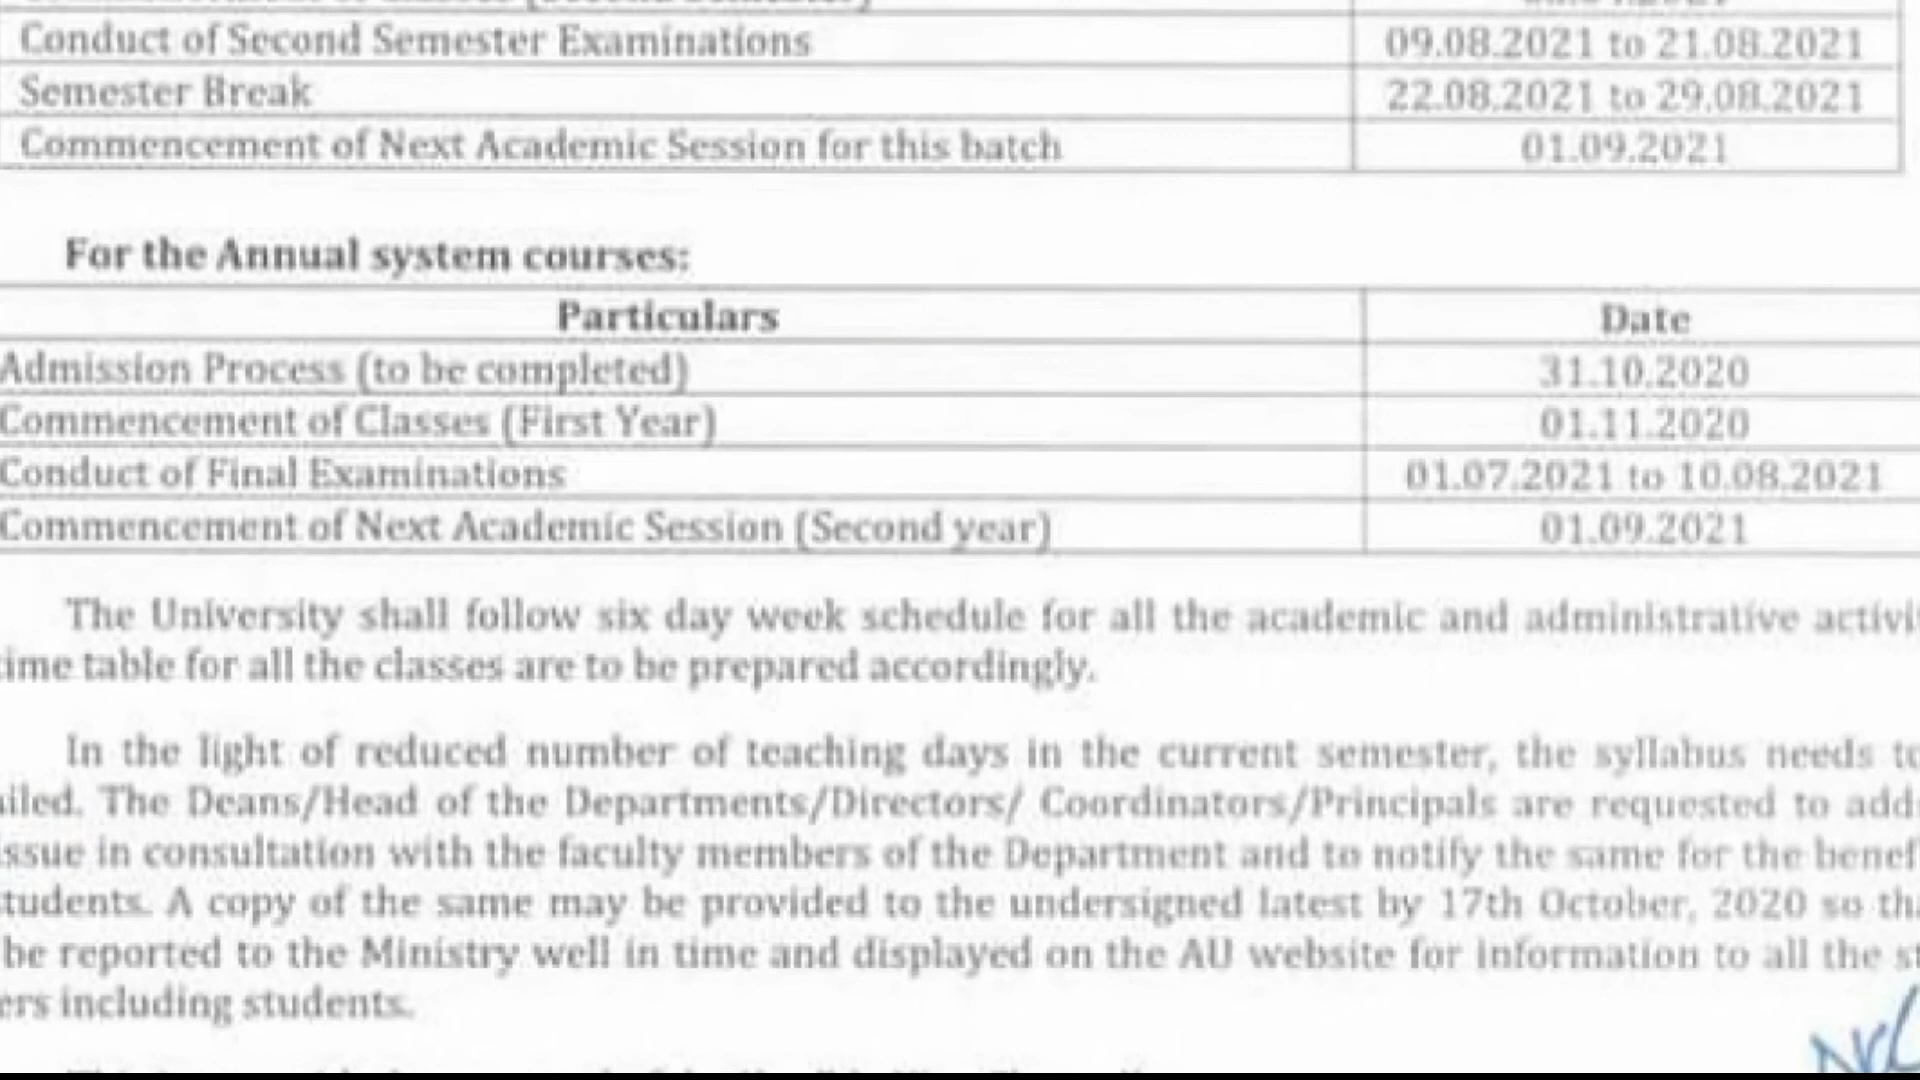 Conduct of Second Semester Examinations 09.08.2021 to 21.08.2021
Semester Break 22.08.2021 to 29.08.2021
Commencement of Next Academic Session for this batch 01.09.2021
For the Annual system courses:
Particulars Date
Admission Process (to be completed) 31.10.2020
Commencement of Classes (First Year) 01.11.2020
Conduct of Final Examinations 01.07.2021 to 10.08.2021
Commencement of Next Academic Session (Second year) 01.09.2021
The University shall follow six day week schedule for all the academic and administrative activi
ime table for all the classes are to be prepared accordingly.
In the light of reduced number of teaching days in the current semester, the syllabus needs to
iled. The Deans/Head of the Departments/Directors/ Coordinators/Principals are requested to add
ssue in consultation with the faculty members of the Department and to notify the same for the benef
tudents. A copy of the same may be provided to the undersigned latest by 17th October, 2020 so tha
be reported to the Ministry well in time and displayed on the AU website for information to all the st
ers including students.